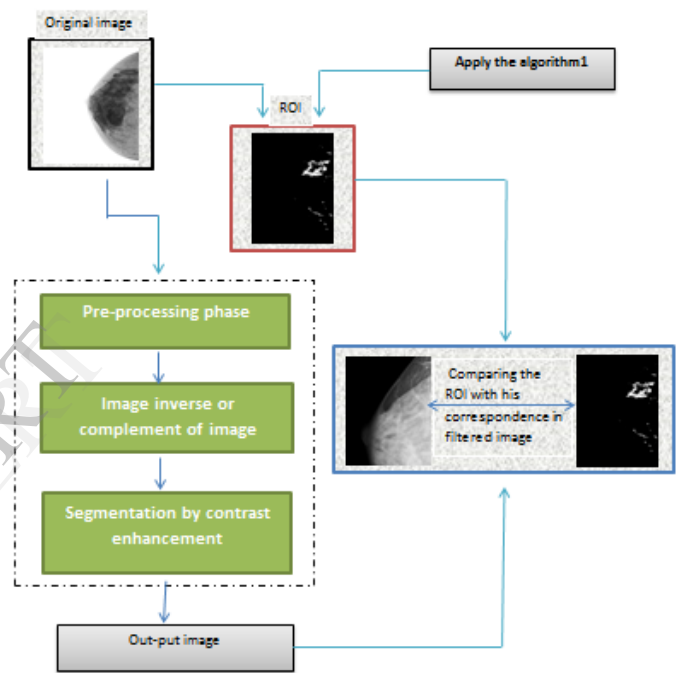 Original image
Apply the algorithm1
ROI
Pre-processing phase
Image inverse or
complement of image
Segmentation by contrast
enhancement
Comparing the
ROI with his
correspondence in
filtered image
Out-put image